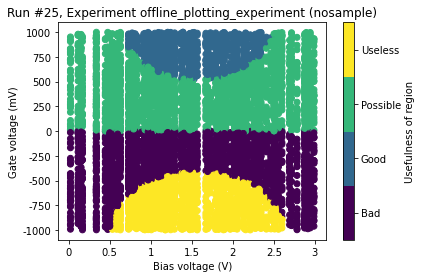 Run #25, Experiment offline_plotting_experiment (nosample)
1000
750
500
250
0
-250
-500
-750
-1000
Gate voltage (mV)
0
0.5
1
1.5
2
2.5
3
Bias voltage (V)
Useless
Possible
Good
Bad
Usefulness of region